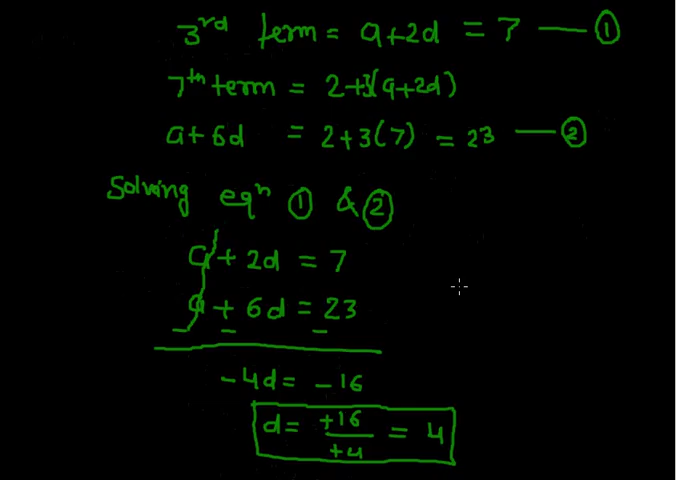 3rd term = a+2d = 7 — ①
7th term = 2+3(a+2d)
a+6d = 2+3(7) = 23 — ②
Solving eqn ① & ②
a + 2d = 7
a + 6d = 23
- - -
-4d = -16
d = +16/+4 = 4